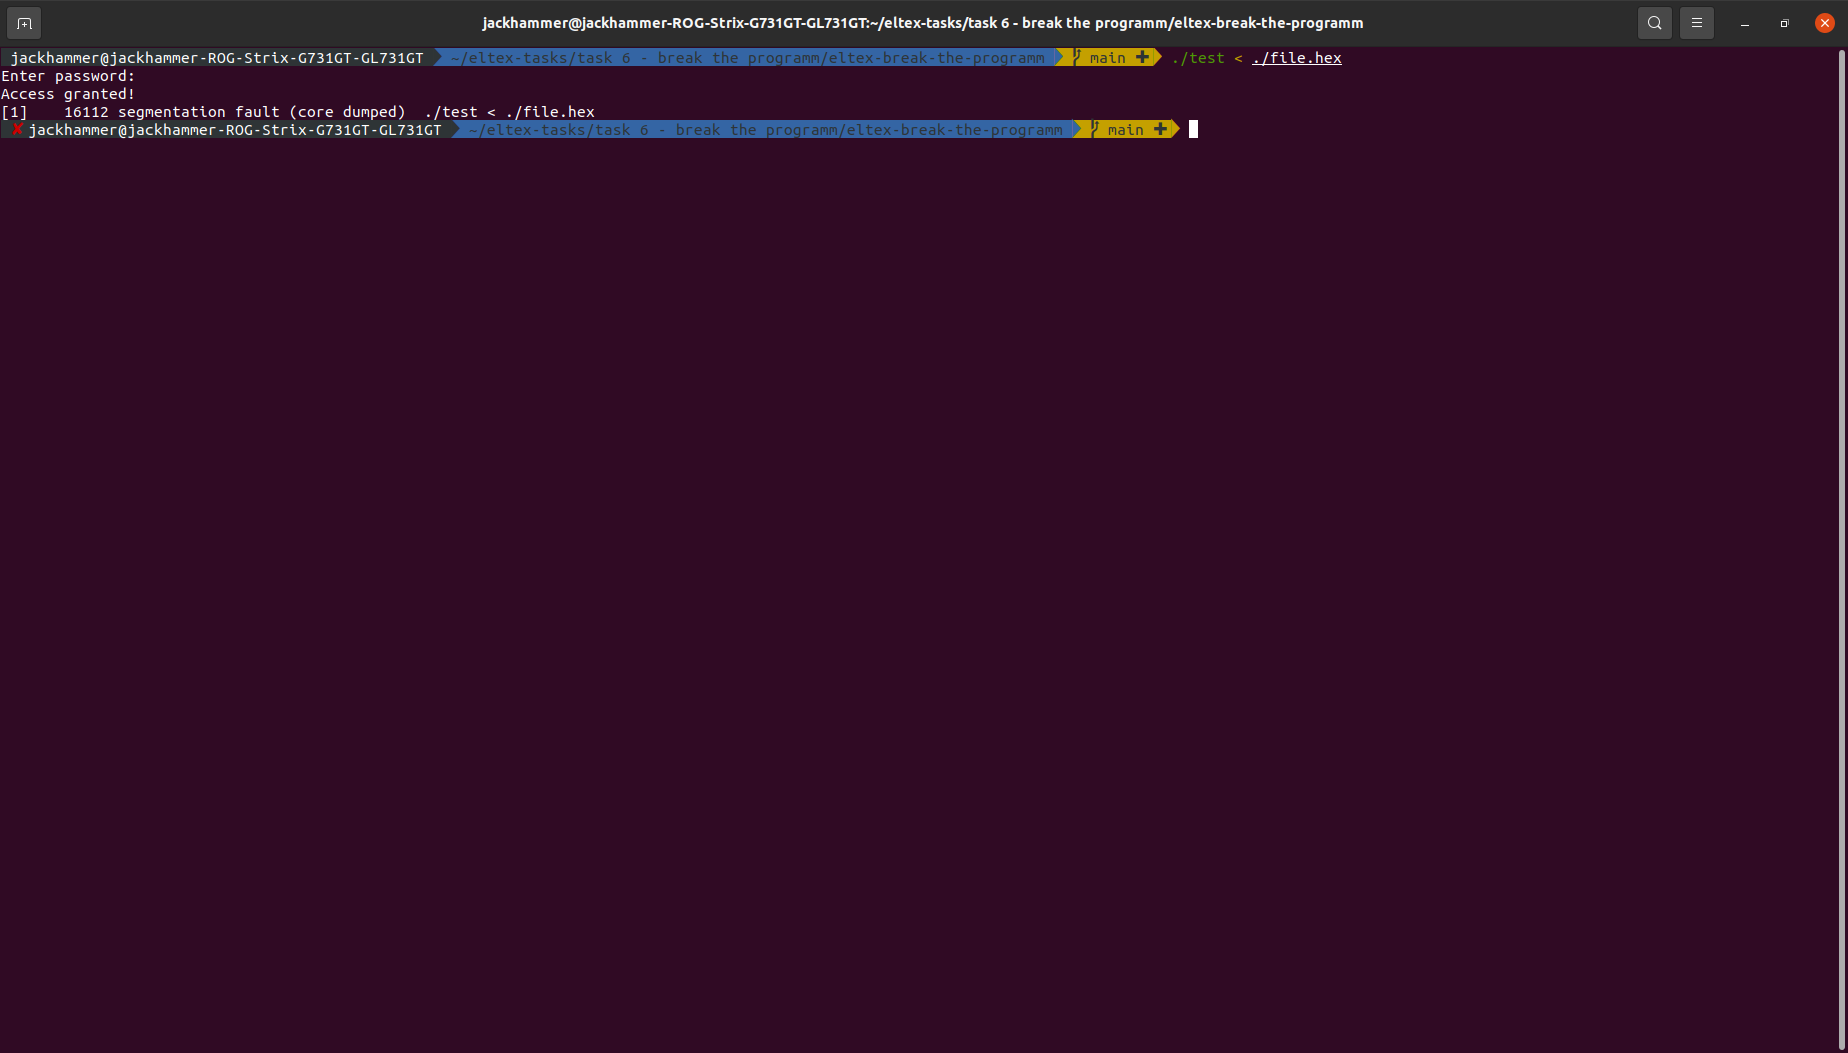 jackhammer@jackhammer-ROG-Strix-G731GT-GL731GT:~/eltex-tasks/task 6 - break the programm/eltex-break-the-programm
jackhammer@jackhammer-ROG-Strix-G731GT-GL731GT ~/eltex-tasks/task 6 - break the programm/eltex-break-the-programm main ✚ ./test < ./file.hex
Enter password:
Access granted!
[1]    16112 segmentation fault (core dumped)  ./test < ./file.hex
✘ jackhammer@jackhammer-ROG-Strix-G731GT-GL731GT ~/eltex-tasks/task 6 - break the programm/eltex-break-the-programm main ✚